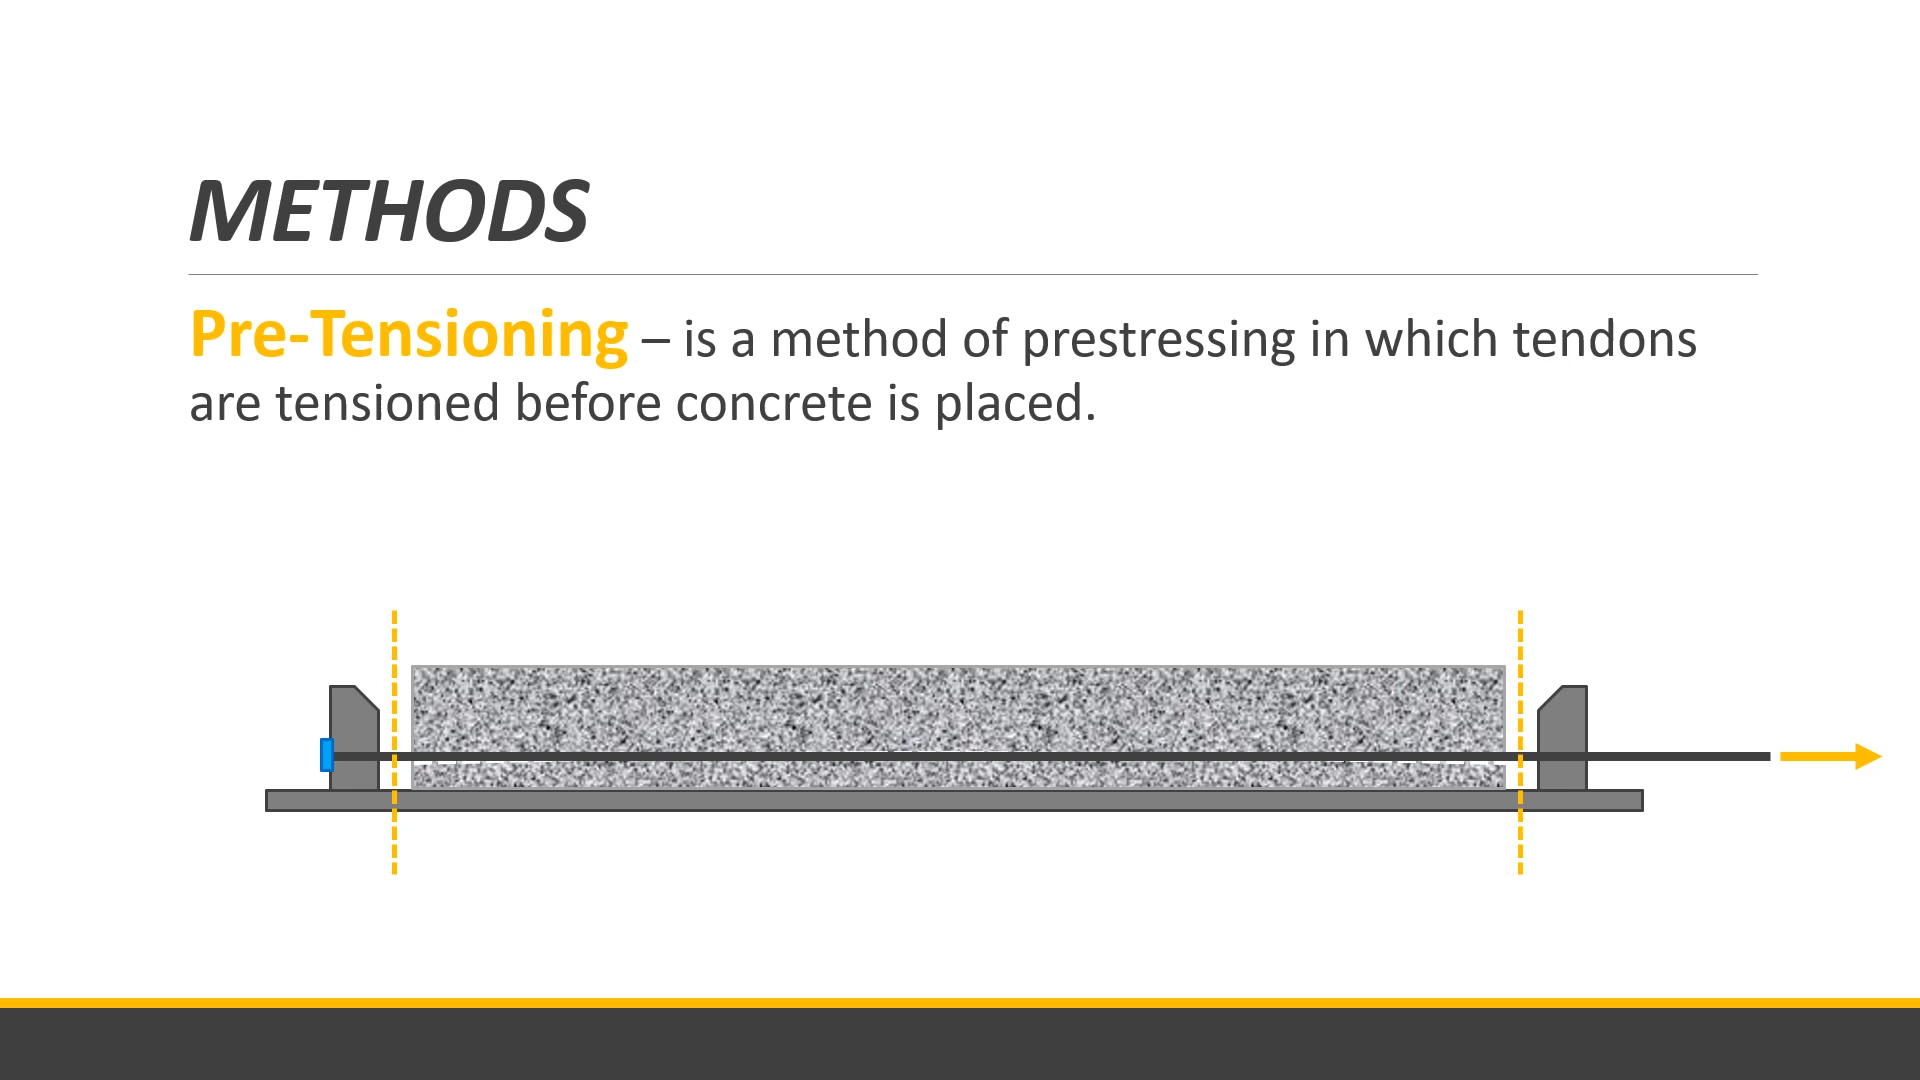 METHODS
Pre-Tensioning – is a method of prestressing in which tendons
are tensioned before concrete is placed.